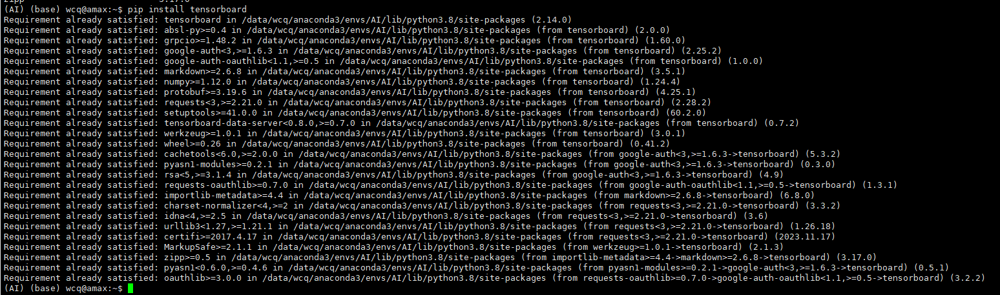 zipp 3.17.0
(AI) (base) wcq@amax:~$ pip install tensorboard
Requirement already satisfied: tensorboard in /data/wcq/anaconda3/envs/AI/lib/python3.8/site-packages (2.14.0)
Requirement already satisfied: absl-py>=0.4 in /data/wcq/anaconda3/envs/AI/lib/python3.8/site-packages (from tensorboard) (2.0.0)
Requirement already satisfied: grpcio>=1.48.2 in /data/wcq/anaconda3/envs/AI/lib/python3.8/site-packages (from tensorboard) (1.60.0)
Requirement already satisfied: google-auth<3,>=1.6.3 in /data/wcq/anaconda3/envs/AI/lib/python3.8/site-packages (from tensorboard) (2.25.2)
Requirement already satisfied: google-auth-oauthlib<1.1,>=0.5 in /data/wcq/anaconda3/envs/AI/lib/python3.8/site-packages (from tensorboard) (1.0.0)
Requirement already satisfied: markdown>=2.6.8 in /data/wcq/anaconda3/envs/AI/lib/python3.8/site-packages (from tensorboard) (3.5.1)
Requirement already satisfied: numpy>=1.12.0 in /data/wcq/anaconda3/envs/AI/lib/python3.8/site-packages (from tensorboard) (1.24.4)
Requirement already satisfied: protobuf>=3.19.6 in /data/wcq/anaconda3/envs/AI/lib/python3.8/site-packages (from tensorboard) (4.25.1)
Requirement already satisfied: requests<3,>=2.21.0 in /data/wcq/anaconda3/envs/AI/lib/python3.8/site-packages (from tensorboard) (2.28.2)
Requirement already satisfied: setuptools>=41.0.0 in /data/wcq/anaconda3/envs/AI/lib/python3.8/site-packages (from tensorboard) (60.2.0)
Requirement already satisfied: tensorboard-data-server<0.8.0,>=0.7.0 in /data/wcq/anaconda3/envs/AI/lib/python3.8/site-packages (from tensorboard) (0.7.2)
Requirement already satisfied: werkzeug>=1.0.1 in /data/wcq/anaconda3/envs/AI/lib/python3.8/site-packages (from tensorboard) (3.0.1)
Requirement already satisfied: wheel>=0.26 in /data/wcq/anaconda3/envs/AI/lib/python3.8/site-packages (from tensorboard) (0.41.2)
Requirement already satisfied: cachetools<6.0,>=2.0.0 in /data/wcq/anaconda3/envs/AI/lib/python3.8/site-packages (from google-auth<3,>=1.6.3->tensorboard) (5.3.2)
Requirement already satisfied: pyasn1-modules>=0.2.1 in /data/wcq/anaconda3/envs/AI/lib/python3.8/site-packages (from google-auth<3,>=1.6.3->tensorboard) (0.3.0)
Requirement already satisfied: rsa<5,>=3.1.4 in /data/wcq/anaconda3/envs/AI/lib/python3.8/site-packages (from google-auth<3,>=1.6.3->tensorboard) (4.9)
Requirement already satisfied: requests-oauthlib>=0.7.0 in /data/wcq/anaconda3/envs/AI/lib/python3.8/site-packages (from google-auth-oauthlib<1.1,>=0.5->tensorboard) (1.3.1)
Requirement already satisfied: importlib-metadata>=4.4 in /data/wcq/anaconda3/envs/AI/lib/python3.8/site-packages (from markdown>=2.6.8->tensorboard) (6.8.0)
Requirement already satisfied: charset-normalizer<4,>=2 in /data/wcq/anaconda3/envs/AI/lib/python3.8/site-packages (from requests<3,>=2.21.0->tensorboard) (3.3.2)
Requirement already satisfied: idna<4,>=2.5 in /data/wcq/anaconda3/envs/AI/lib/python3.8/site-packages (from requests<3,>=2.21.0->tensorboard) (3.6)
Requirement already satisfied: urllib3<1.27,>=1.21.1 in /data/wcq/anaconda3/envs/AI/lib/python3.8/site-packages (from requests<3,>=2.21.0->tensorboard) (1.26.18)
Requirement already satisfied: certifi>=2017.4.17 in /data/wcq/anaconda3/envs/AI/lib/python3.8/site-packages (from requests<3,>=2.21.0->tensorboard) (2023.11.17)
Requirement already satisfied: MarkupSafe>=2.1.1 in /data/wcq/anaconda3/envs/AI/lib/python3.8/site-packages (from werkzeug>=1.0.1->tensorboard) (2.1.3)
Requirement already satisfied: zipp>=0.5 in /data/wcq/anaconda3/envs/AI/lib/python3.8/site-packages (from importlib-metadata>=4.4->markdown>=2.6.8->tensorboard) (3.17.0)
Requirement already satisfied: pyasn1<0.6.0,>=0.4.6 in /data/wcq/anaconda3/envs/AI/lib/python3.8/site-packages (from pyasn1-modules>=0.2.1->google-auth<3,>=1.6.3->tensorboard) (0.5.1)
Requirement already satisfied: oauthlib>=3.0.0 in /data/wcq/anaconda3/envs/AI/lib/python3.8/site-packages (from requests-oauthlib>=0.7.0->google-auth-oauthlib<1.1,>=0.5->tensorboard) (3.2.2)
(AI) (base) wcq@amax:~$